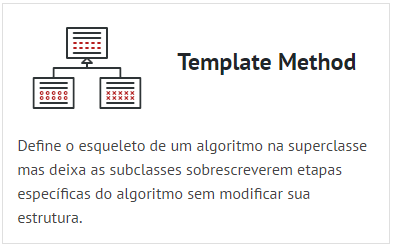 Template Method
Define o esqueleto de um algoritmo na superclasse
mas deixa as subclasses sobrescreverem etapas
específicas do algoritmo sem modificar sua
estrutura.